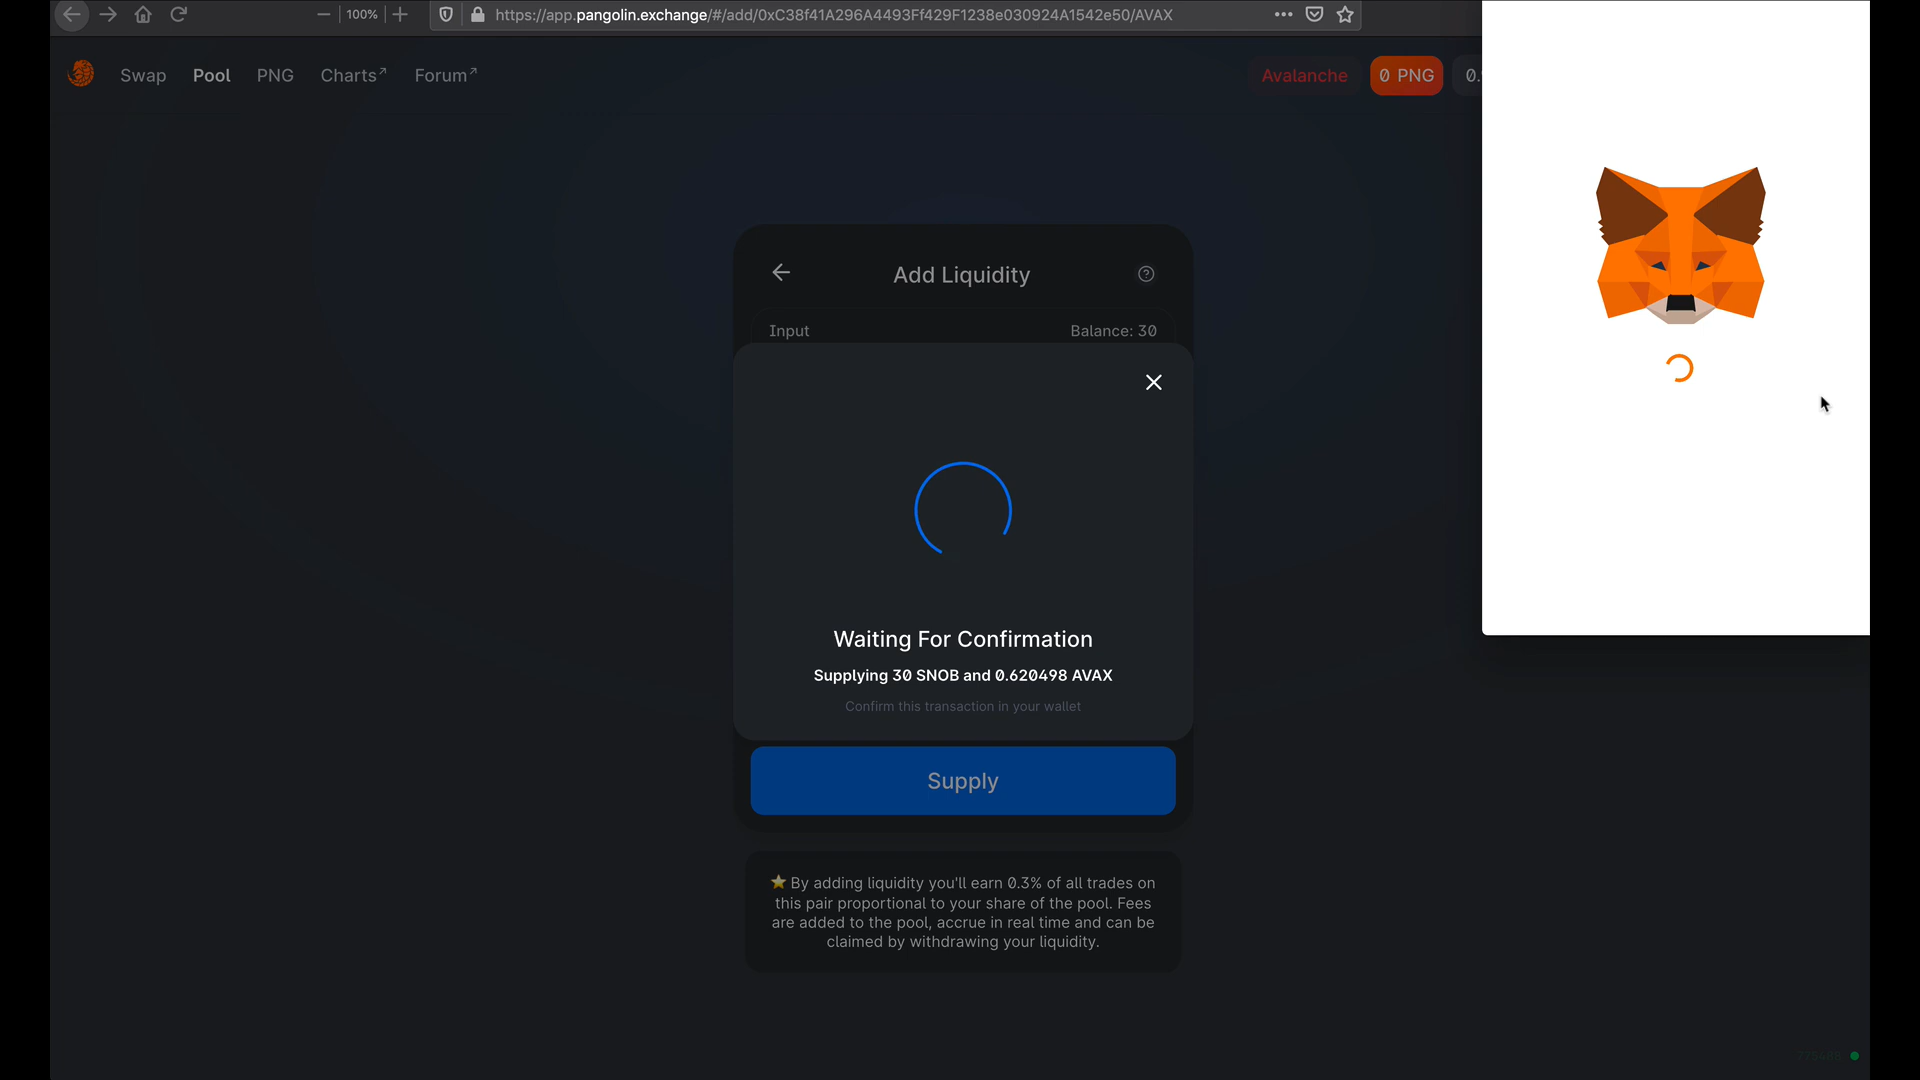 100%
https://app.pangolin.exchange/#/add/0xC38f41A296A4493Ff429F1238e030924A1542e50/AVAX
Swap Pool PNG Charts↗ Forum↗
Avalanche 0 PNG 0.
Add Liquidity
Input Balance: 30
Waiting For Confirmation
Supplying 30 SNOB and 0.620498 AVAX
Confirm this transaction in your wallet
Supply
⭐ By adding liquidity you'll earn 0.3% of all trades on
this pair proportional to your share of the pool. Fees
are added to the pool, accrue in real time and can be
claimed by withdrawing your liquidity.